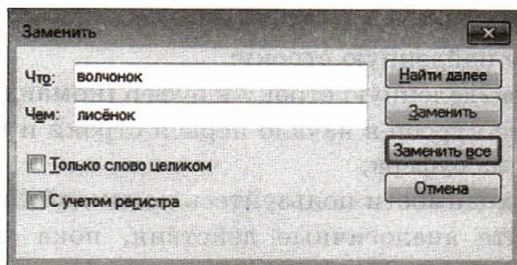 Заменить
Что: волчонок
Найти далее
Чем: лисёнок
Заменить
Заменить все
Только слово целиком
Отмена
С учетом регистра